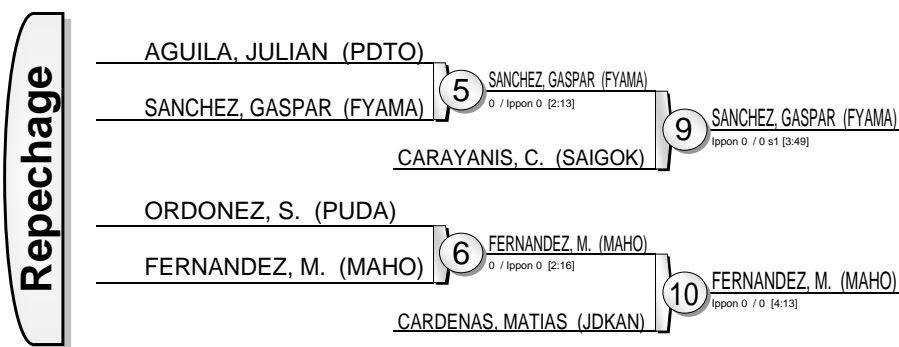 Repechage
AGUILA, JULIAN (PDTO)
SANCHEZ, GASPAR (FYAMA)
5
SANCHEZ, GASPAR (FYAMA)
0 / Ippon 0 [2:13]
CARAYANIS, C. (SAIGOK)
9
SANCHEZ, GASPAR (FYAMA)
Ippon 0 / 0 s1 [3:49]
ORDONEZ, S. (PUDA)
FERNANDEZ, M. (MAHO)
6
FERNANDEZ, M. (MAHO)
0 / Ippon 0 [2:16]
CARDENAS, MATIAS (JDKAN)
10
FERNANDEZ, M. (MAHO)
Ippon 0 / 0 [4:13]